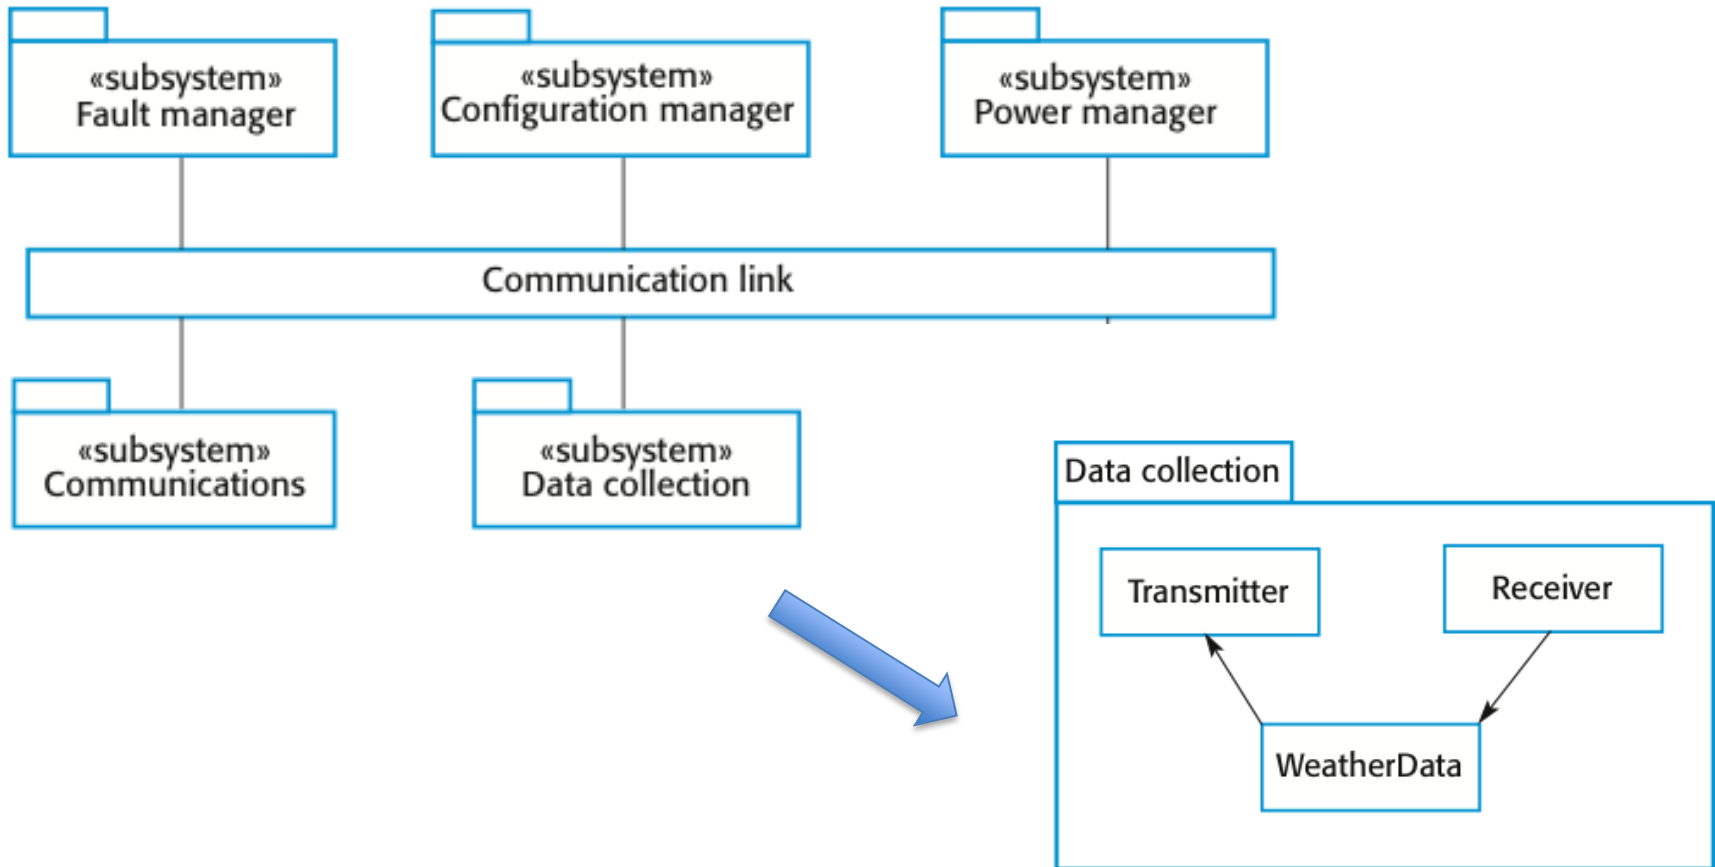 «subsystem»
Fault manager
«subsystem»
Configuration manager
«subsystem»
Power manager
Communication link
«subsystem»
Communications
«subsystem»
Data collection
Data collection
Transmitter
Receiver
WeatherData